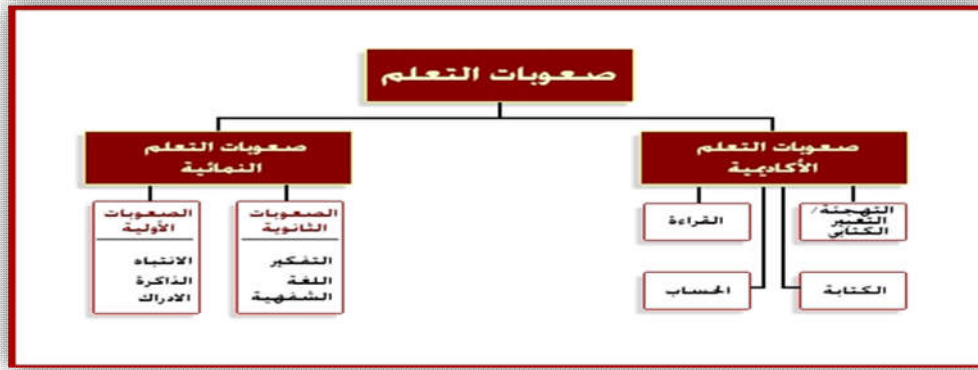 صعوبات التعلم
صعوبات التعلم
الأكاديمية
صعوبات التعلم
النمائية
التهجئة/
التعبير
الكتابي
القراءة
الكتابة
الحساب
الصعوبات
الثانوية
التفكير
اللغة
الشفهية
الصعوبات
الأولية
الانتباه
الذاكرة
الادراك